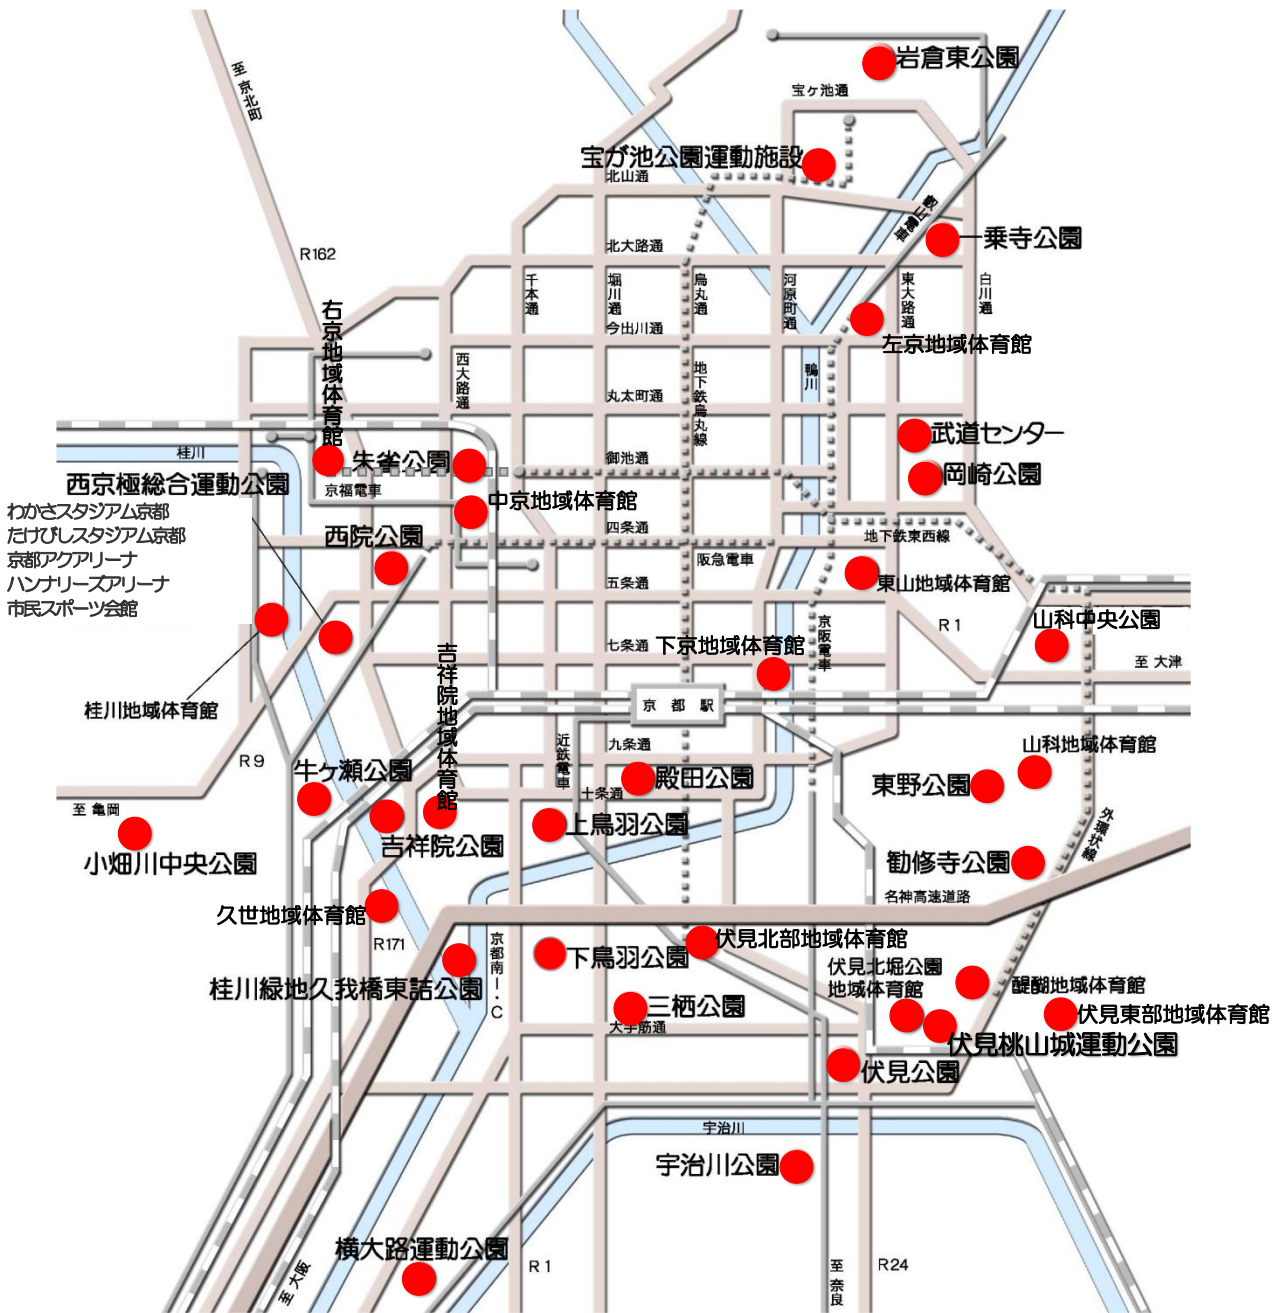 岩倉東公園
至 京北町
宝ヶ池通
宝が池公園運動施設
北山通
叡山電車
一乗寺公園
R162
北大路通
千本通
堀川通
烏丸通
河原町通
東大路通
白川通
右京地域体育館
今出川通
左京地域体育館
西大路通
地下鉄烏丸線
鴨川
丸太町通
武道センター
桂川
朱雀公園
御池通
岡崎公園
西京極総合運動公園
京福電車
中京地域体育館
わかさスタジアム京都
たけびしスタジアム京都
京都アクアリーナ
ハンナリーズアリーナ
市民スポーツ会館
西院公園
四条通
阪急電車
地下鉄東西線
五条通
東山地域体育館
京阪電車
R1
山科中央公園
七条通
下京地域体育館
至 大津
吉祥院地域体育館
桂川地域体育館
京都駅
近鉄電車
九条通
山科地域体育館
R9
牛ヶ瀬公園
殿田公園
東野公園
十条通
至 亀岡
小畑川中央公園
吉祥院公園
上鳥羽公園
外環状線
勧修寺公園
名神高速道路
久世地域体育館
R171
京都南I・C
下鳥羽公園
伏見北部地域体育館
桂川緑地久我橋東詰公園
伏見北堀公園
地域体育館
醍醐地域体育館
三栖公園
大手筋通
伏見東部地域体育館
伏見桃山城運動公園
伏見公園
宇治川
宇治川公園
横大路運動公園
至 大阪
R1
至 奈良
R24